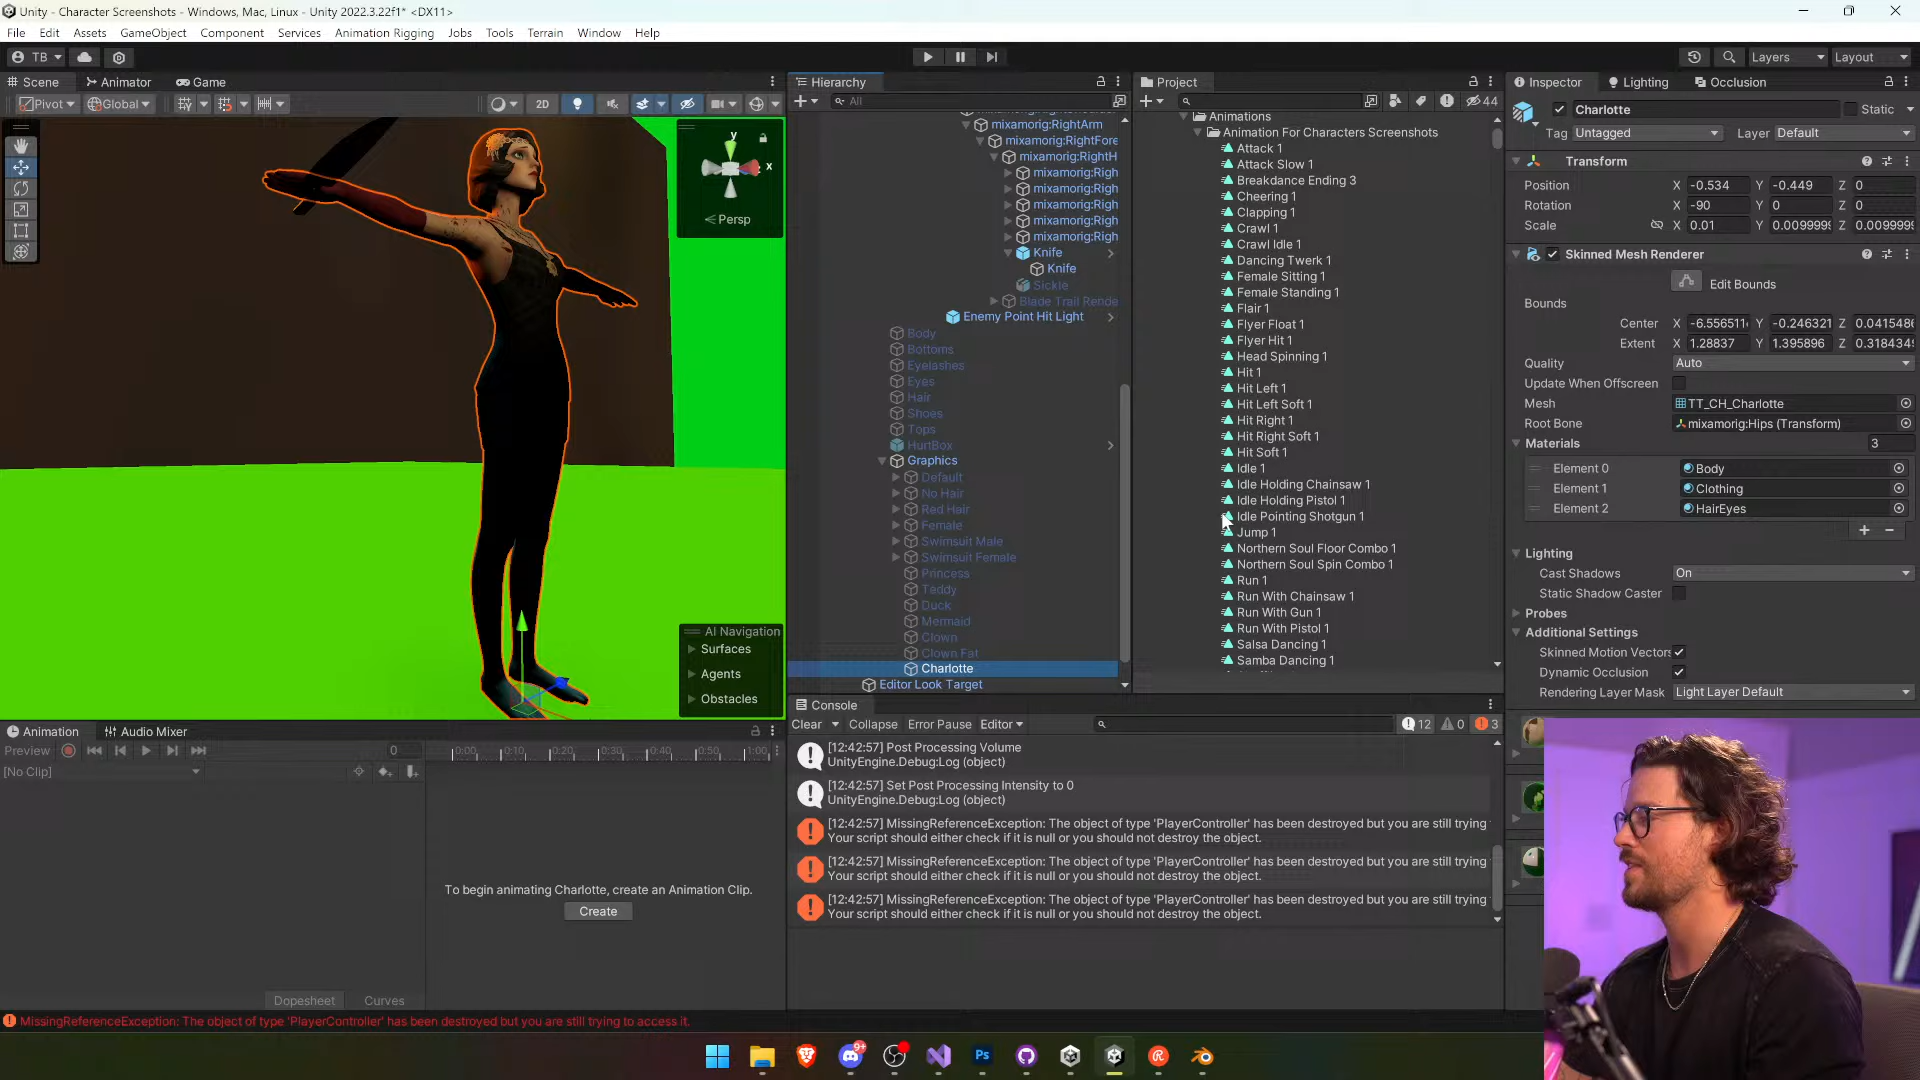 Unity - Character Screenshots - Windows, Mac, Linux - Unity 2022.3.22f1* <DX11>
File Edit Assets GameObject Component Services Animation Rigging Jobs Tools Terrain Window Help
TB
Layers
Layout
Scene
Animator
Game
Pivot
Global
2D
y
x
Persp
AI Navigation
Surfaces
Agents
Obstacles
Hierarchy
All
mixamorig:RightArm
mixamorig:RightFore
mixamorig:RightH
mixamorig:Righ
mixamorig:Righ
mixamorig:Righ
mixamorig:Righ
mixamorig:Righ
Knife
Knife
Sickle
Blade Trail Rende
Enemy Point Hit Light
Body
Bottoms
Eyelashes
Eyes
Hair
Shoes
Tops
HurtBox
Graphics
Default
No Hair
Red Hair
Female
Swimsuit Male
Swimsuit Female
Princess
Teddy
Duck
Mermaid
Clown
Clown Fat
Charlotte
Editor Look Target
Project
44
Animations
Animation For Characters Screenshots
Attack 1
Attack Slow 1
Breakdance Ending 3
Cheering 1
Clapping 1
Crawl 1
Crawl Idle 1
Dancing Twerk 1
Female Sitting 1
Female Standing 1
Flair 1
Flyer Float 1
Flyer Hit 1
Head Spinning 1
Hit 1
Hit Left 1
Hit Left Soft 1
Hit Right 1
Hit Right Soft 1
Hit Soft 1
Idle 1
Idle Holding Chainsaw 1
Idle Holding Pistol 1
Idle Pointing Shotgun 1
Jump 1
Northern Soul Floor Combo 1
Northern Soul Spin Combo 1
Run 1
Run With Chainsaw 1
Run With Gun 1
Run With Pistol 1
Salsa Dancing 1
Samba Dancing 1
Inspector
Lighting
Occlusion
Charlotte
Static
Tag Untagged Layer Default
Transform
Position X -0.534 Y -0.449 Z 0
Rotation X -90 Y 0 Z 0
Scale X 0.01 Y 0.0099999 Z 0.0099999
Skinned Mesh Renderer
Edit Bounds
Bounds
Center X -6.556511 Y -0.246321 Z 0.0415486
Extent X 1.28837 Y 1.395896 Z 0.3184349
Quality Auto
Update When Offscreen
Mesh TT_CH_Charlotte
Root Bone mixamorig:Hips (Transform)
Materials 3
Element 0 Body
Element 1 Clothing
Element 2 HairEyes
Lighting
Cast Shadows On
Static Shadow Caster
Probes
Additional Settings
Skinned Motion Vectors
Dynamic Occlusion
Rendering Layer Mask Light Layer Default
Animation
Audio Mixer
Preview 0
0:00 0:10 0:20 0:30 0:40 0:50 1:00
[No Clip]
To begin animating Charlotte, create an Animation Clip.
Create
Dopesheet Curves
Console
Clear Collapse Error Pause Editor 12 0 3
[12:42:57] Post Processing Volume
UnityEngine.Debug:Log (object)
[12:42:57] Set Post Processing Intensity to 0
UnityEngine.Debug:Log (object)
[12:42:57] MissingReferenceException: The object of type 'PlayerController' has been destroyed but you are still trying
Your script should either check if it is null or you should not destroy the object.
[12:42:57] MissingReferenceException: The object of type 'PlayerController' has been destroyed but you are still trying
Your script should either check if it is null or you should not destroy the object.
[12:42:57] MissingReferenceException: The object of type 'PlayerController' has been destroyed but you are still trying
Your script should either check if it is null or you should not destroy the object.
MissingReferenceException: The object of type 'PlayerController' has been destroyed but you are still trying to access it.
9+
Ps